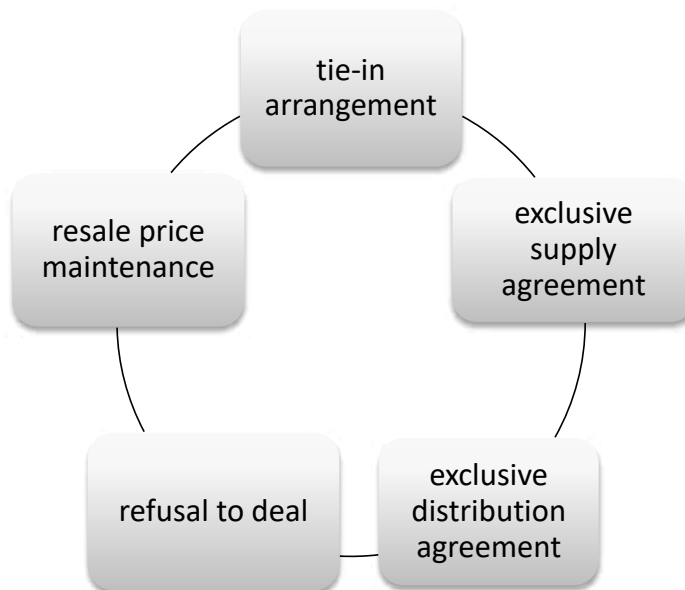 tie-in
arrangement
exclusive
supply
agreement
exclusive
distribution
agreement
refusal to deal
resale price
maintenance